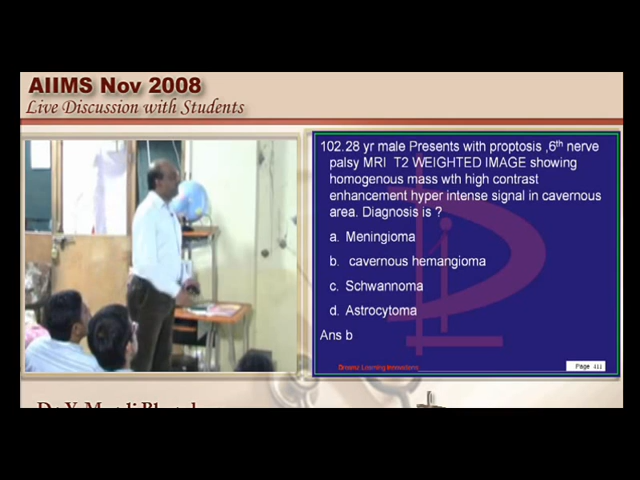 AIIMS Nov 2008
Live Discussion with Students
102.28 yr male Presents with proptosis ,6th nerve
palsy MRI T2 WEIGHTED IMAGE showing
homogenous mass wth high contrast
enhancement hyper intense signal in cavernous
area. Diagnosis is ?
a. Meningioma
b. cavernous hemangioma
c. Schwannoma
d. Astrocytoma
Ans b
Learning Innovations
Page 411